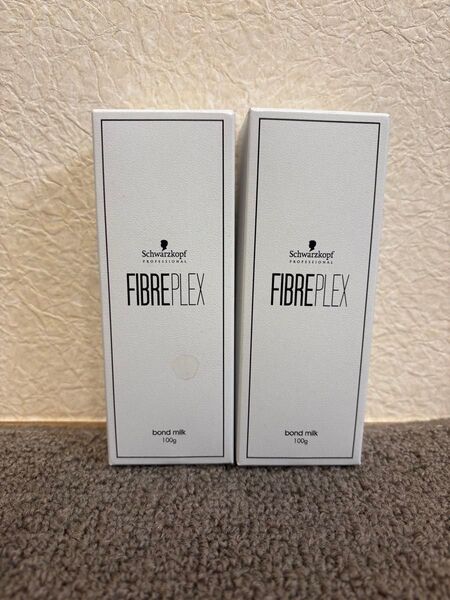 Schwarzkopf
PROFESSIONAL
FIBREPLEX
bond milk
100g
Schwarzkopf
PROFESSIONAL
FIBREPLEX
bond milk
100g